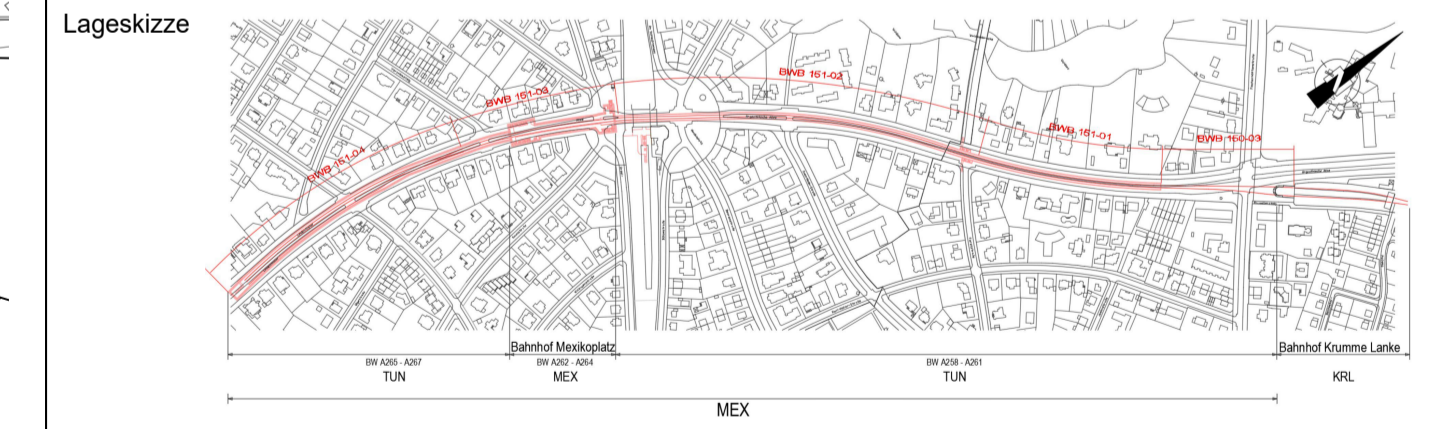 Lageskizze
BWB 151-02
BWB 151-03
BWB 151-01
BWB 160-03
BWB 151-04
Bahnhof Mexikoplatz
Bahnhof Krumme Lanke
BW A265 - A267
BW A262 - A264
BW A258 - A261
TUN
MEX
TUN
KRL
MEX